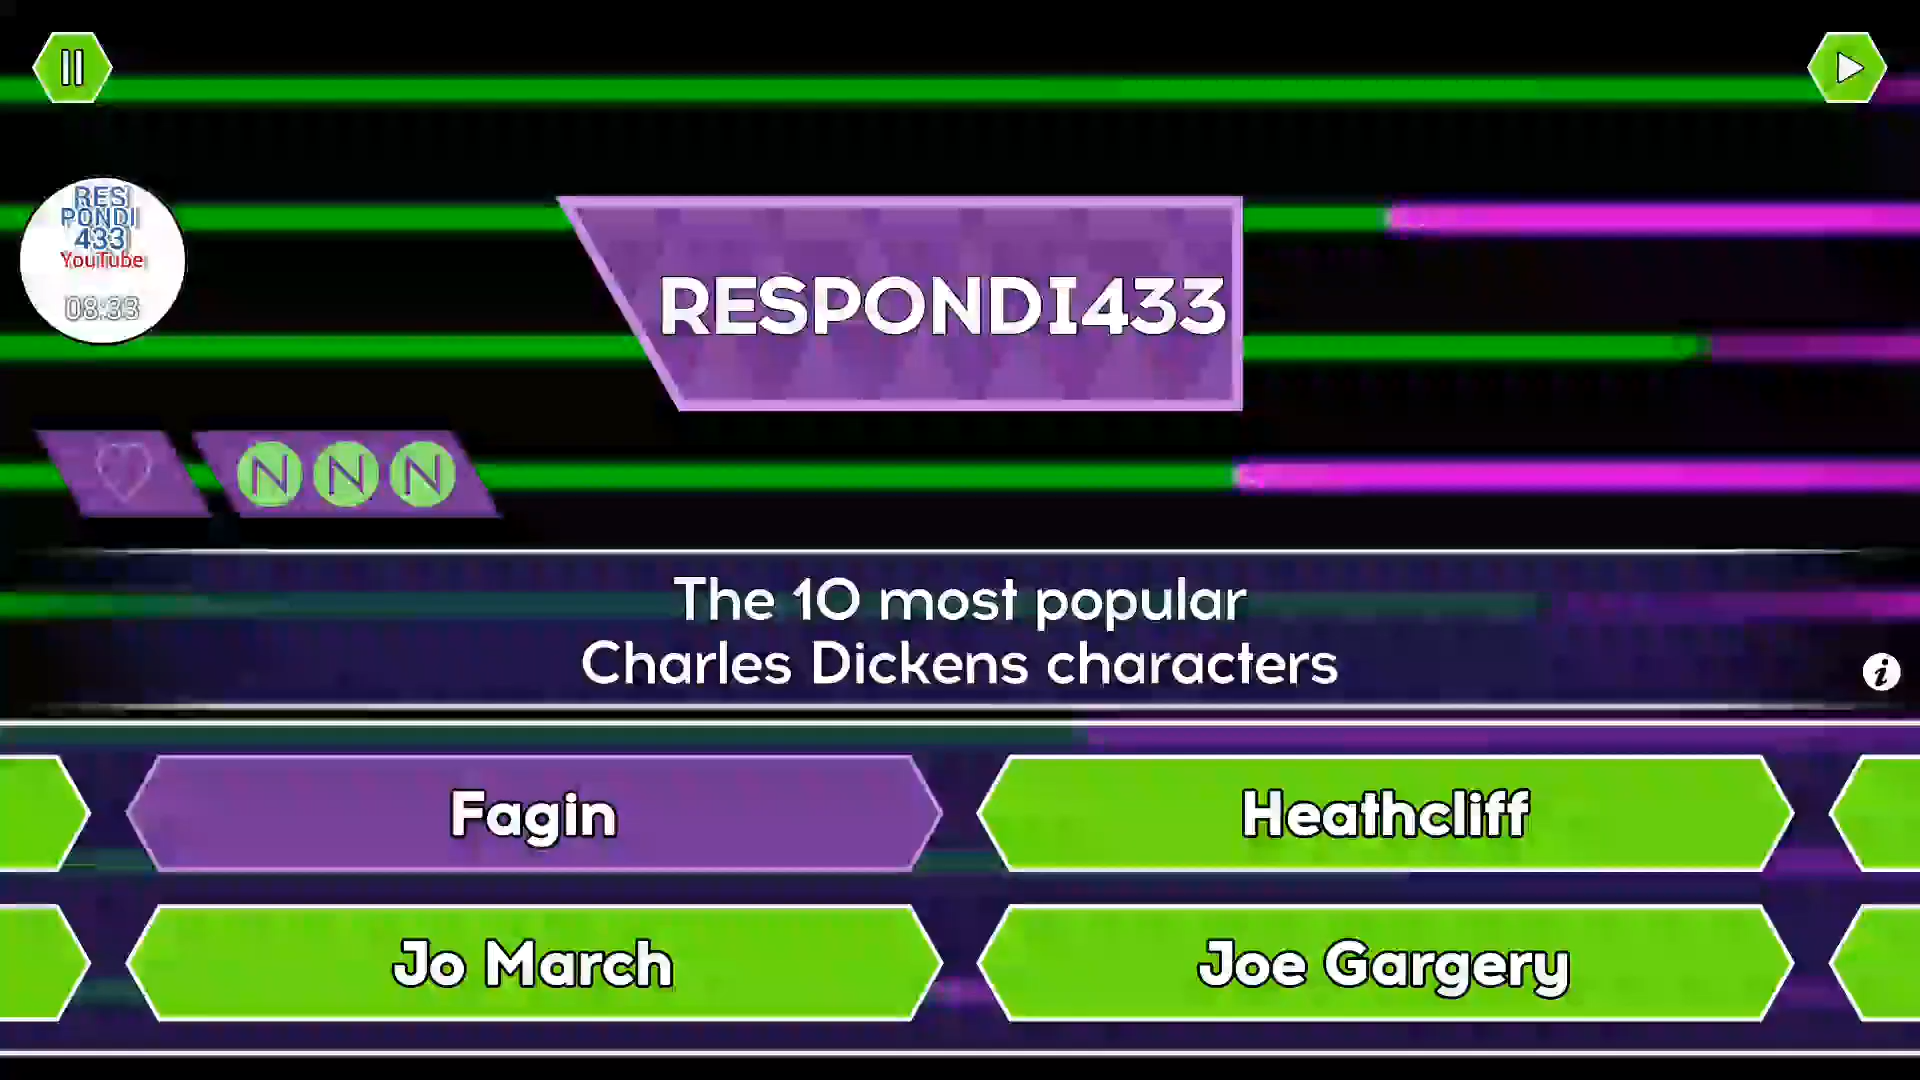 RES
PONDI
433
YouTube
08:33
RESPONDI433
N N N
The 10 most popular
Charles Dickens characters
i
Fagin
Heathcliff
Jo March
Joe Gargery